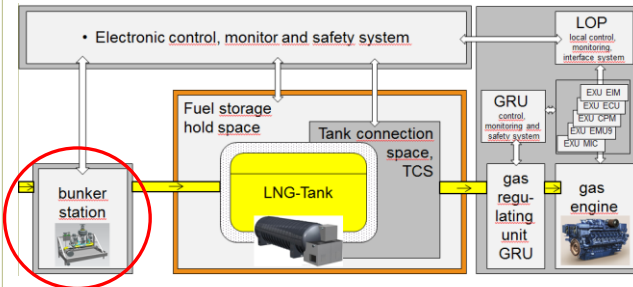 • Electronic control, monitor and safety system
LOP
local control,
monitoring,
interface system
EXU EIM
EXU ECU
EXU CPM
EXU EMU9
EXU MIC
GRU
control,
monitoring and
safety system
Fuel storage
hold space
Tank connection
space,
TCS
LNG-Tank
bunker
station
gas
regu-
lating
unit
GRU
gas
engine